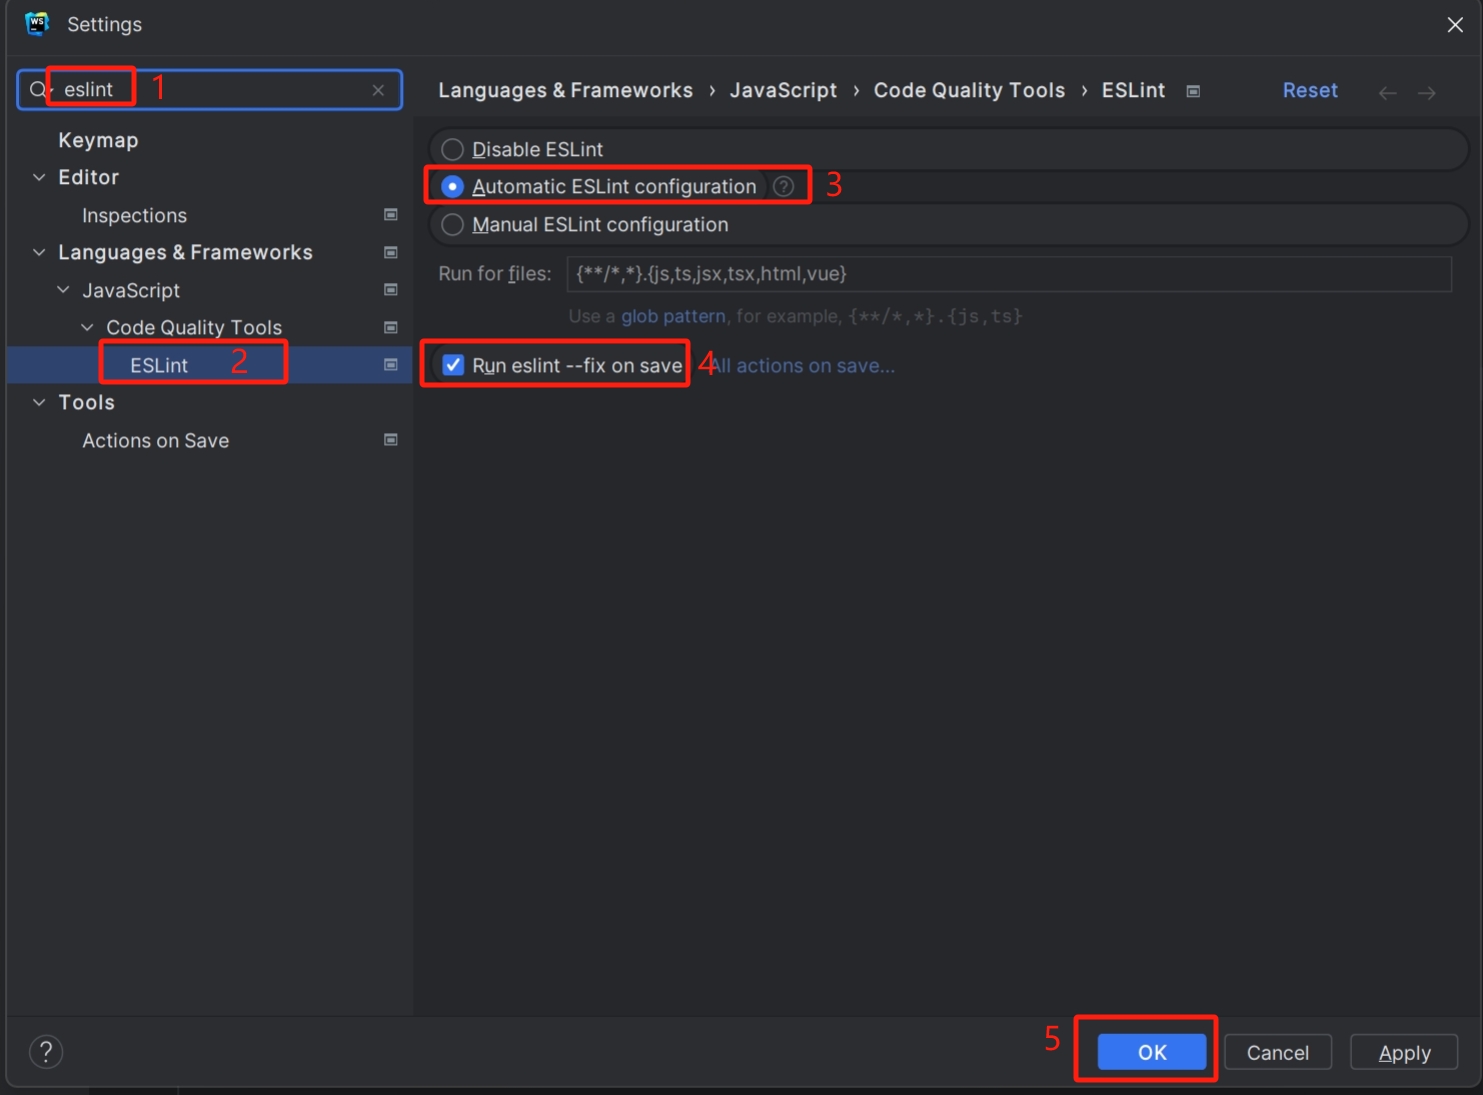 WS
Settings
eslint 1
Keymap
Editor
Inspections
Languages & Frameworks
JavaScript
Code Quality Tools
ESLint 2
Tools
Actions on Save
Languages & Frameworks › JavaScript › Code Quality Tools › ESLint
Reset
Disable ESLint
Automatic ESLint configuration ? 3
Manual ESLint configuration
Run for files: {**/*,*}.{js,ts,jsx,tsx,html,vue}
Use a glob pattern, for example, {**/*,*}.{js,ts}
Run eslint --fix on save 4 All actions on save...
?
5 OK Cancel Apply